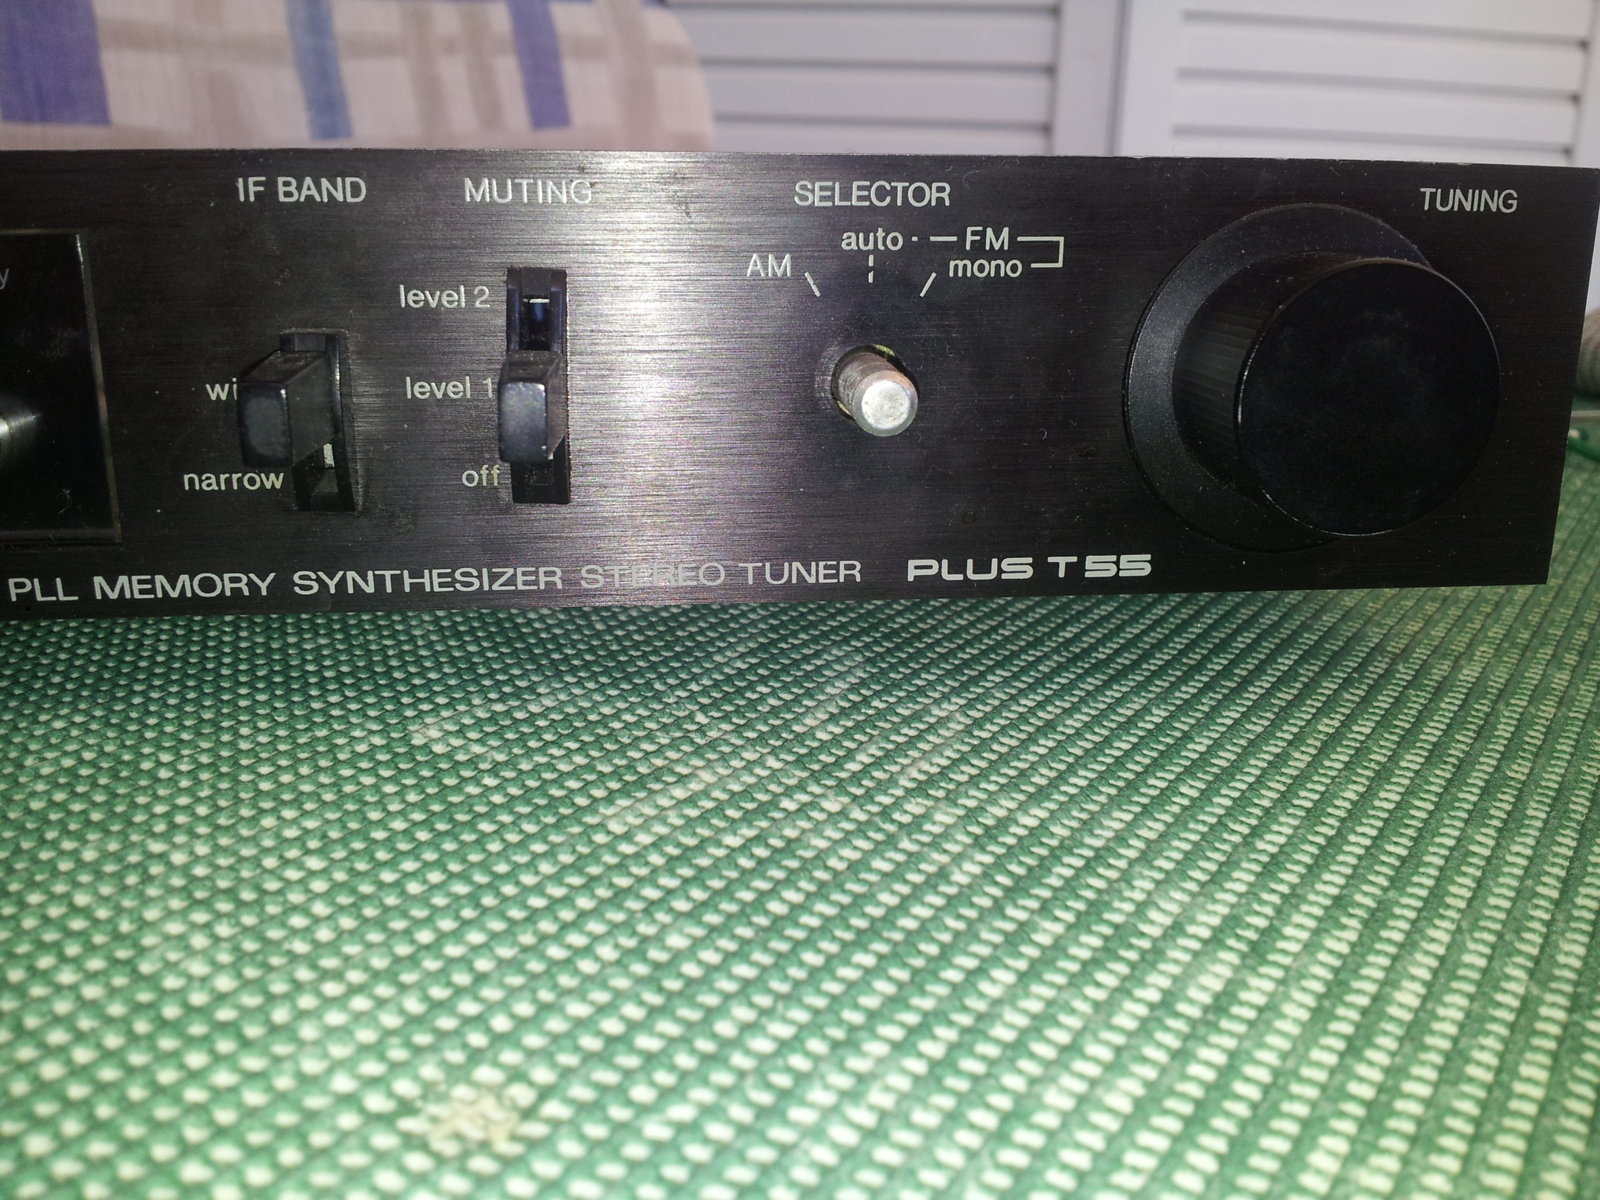 IF BAND
MUTING
SELECTOR
TUNING
auto FM
AM
mono
level 2
level 1
narrow
off
PLL MEMORY SYNTHESIZER STEREO TUNER PLUS T55